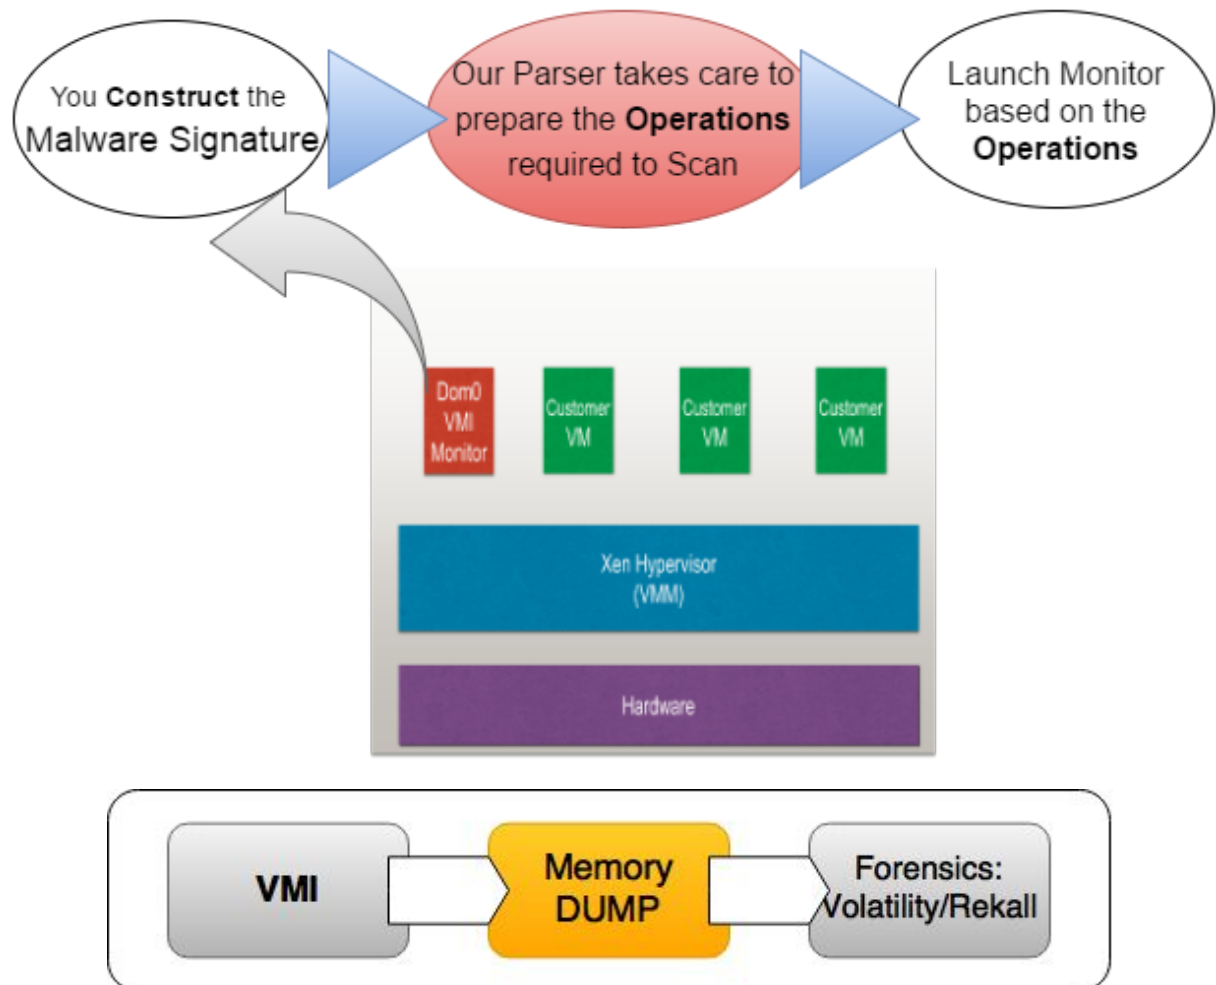 You Construct the
Malware Signature
Our Parser takes care to
prepare the Operations
required to Scan
Launch Monitor
based on the
Operations
Dom0
VMI
Monitor
Customer
VM
Customer
VM
Customer
VM
Xen Hypervisor
(VMM)
Hardware
VMI
Memory
DUMP
Forensics:
Volatility/Rekall